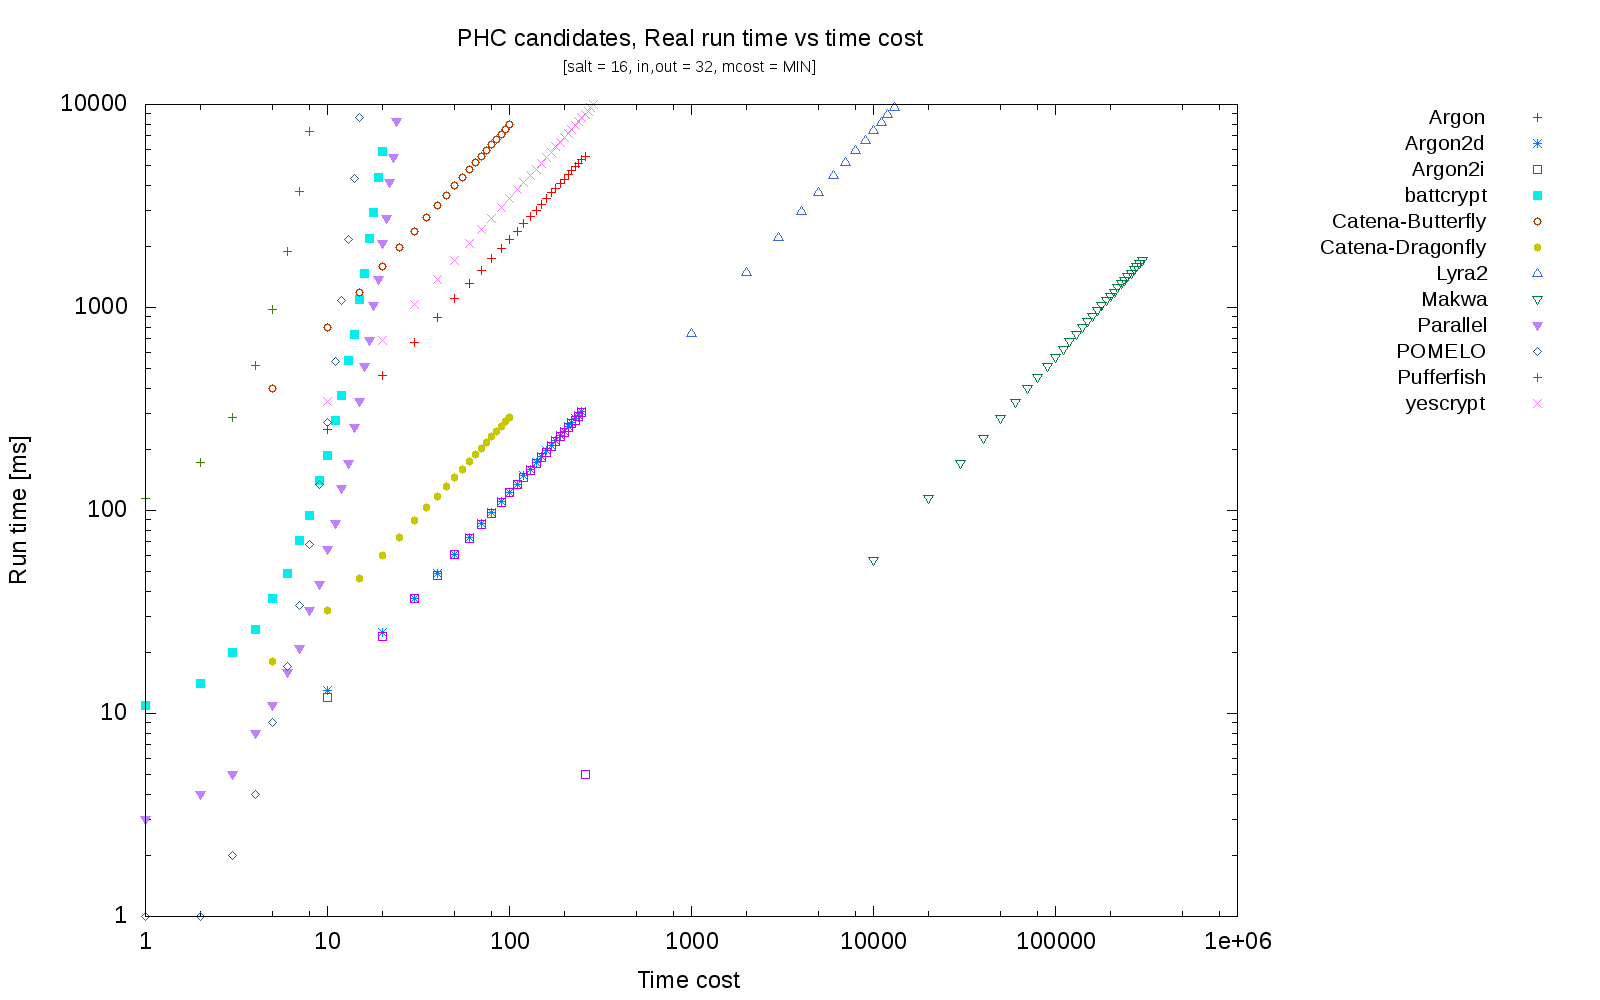 PHC candidates, Real run time vs time cost
[salt = 16, in,out = 32, mcost = MIN]
10000
1000
100
10
1
Run time [ms]
1 10 100 1000 10000 100000 1e+06
Time cost
Argon
Argon2d
Argon2i
battcrypt
Catena-Butterfly
Catena-Dragonfly
Lyra2
Makwa
Parallel
POMELO
Pufferfish
yescrypt